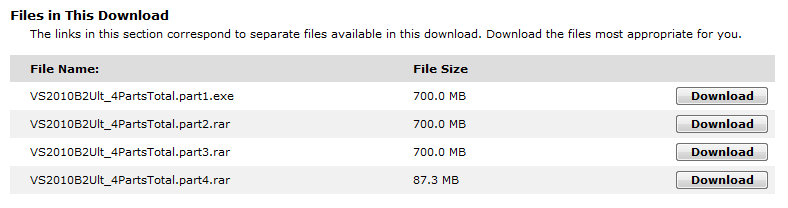 Files in This Download
The links in this section correspond to separate files available in this download. Download the files most appropriate for you.
File Name: File Size
VS2010B2Ult_4PartsTotal.part1.exe 700.0 MB Download
VS2010B2Ult_4PartsTotal.part2.rar 700.0 MB Download
VS2010B2Ult_4PartsTotal.part3.rar 700.0 MB Download
VS2010B2Ult_4PartsTotal.part4.rar 87.3 MB Download